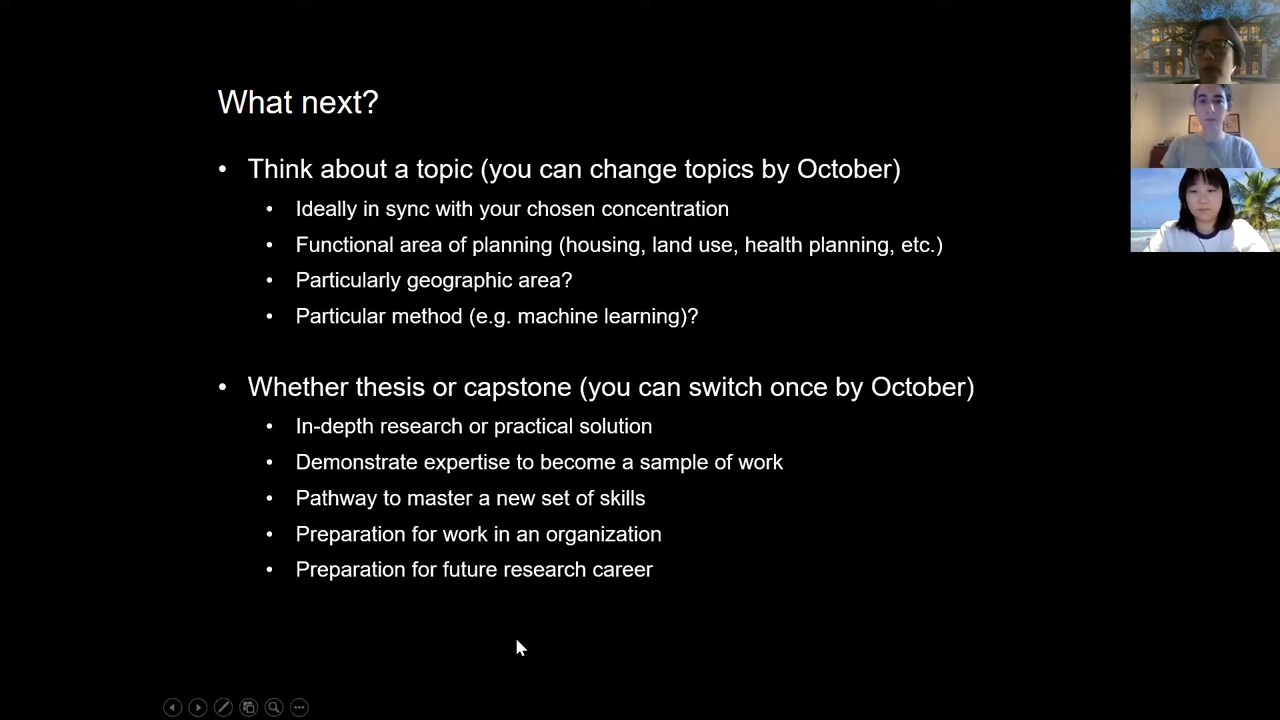 What next?
• Think about a topic (you can change topics by October)
• Ideally in sync with your chosen concentration
• Functional area of planning (housing, land use, health planning, etc.)
• Particularly geographic area?
• Particular method (e.g. machine learning)?
• Whether thesis or capstone (you can switch once by October)
• In-depth research or practical solution
• Demonstrate expertise to become a sample of work
• Pathway to master a new set of skills
• Preparation for work in an organization
• Preparation for future research career